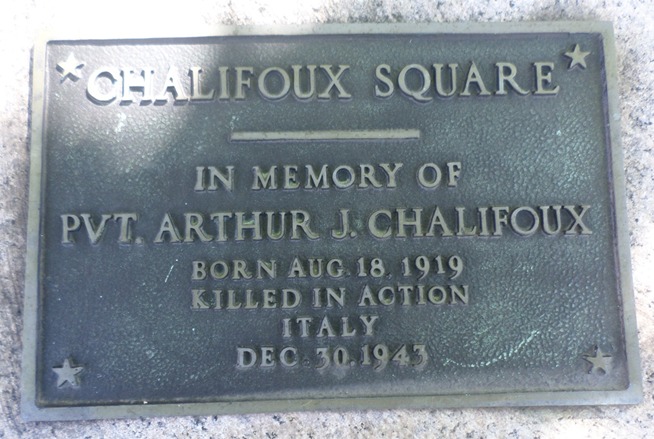 CHALIFOUX SQUARE
IN MEMORY OF
PVT. ARTHUR J. CHALIFOUX
BORN AUG. 18, 1919
KILLED IN ACTION
ITALY
DEC. 30, 1943